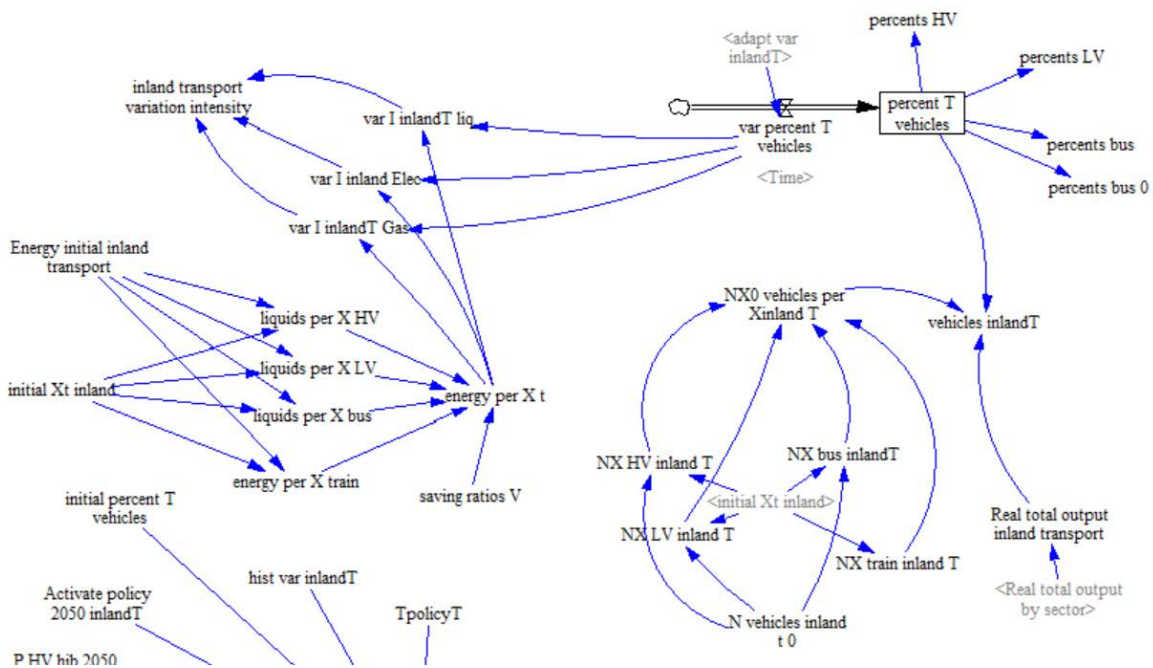 percents HV
<adapt var
inlandT>
percents LV
inland transport
variation intensity
percent T
vehicles
var I inlandT liq
var percent T
vehicles
percents bus
var I inland Elec
<Time>
percents bus 0
var I inlandT Gas
Energy initial inland
transport
NX0 vehicles per
Xinland T
liquids per X HV
vehicles inlandT
liquids per X LV
initial Xt inland
energy per X t
liquids per X bus
NX HV inland T
NX bus inlandT
energy per X train
initial percent T
vehicles
saving ratios V
<initial Xt inland>
Real total output
inland transport
NX LV inland T
NX train inland T
hist var inlandT
Activate policy
2050 inlandT
TpolicyT
<Real total output
by sector>
N vehicles inland
t 0
P HV hib 2050